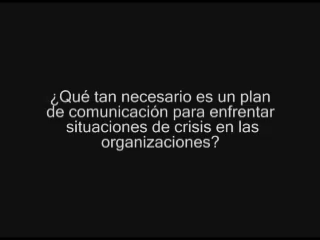 ¿Qué tan necesario es un plan
de comunicación para enfrentar
situaciones de crisis en las
organizaciones?